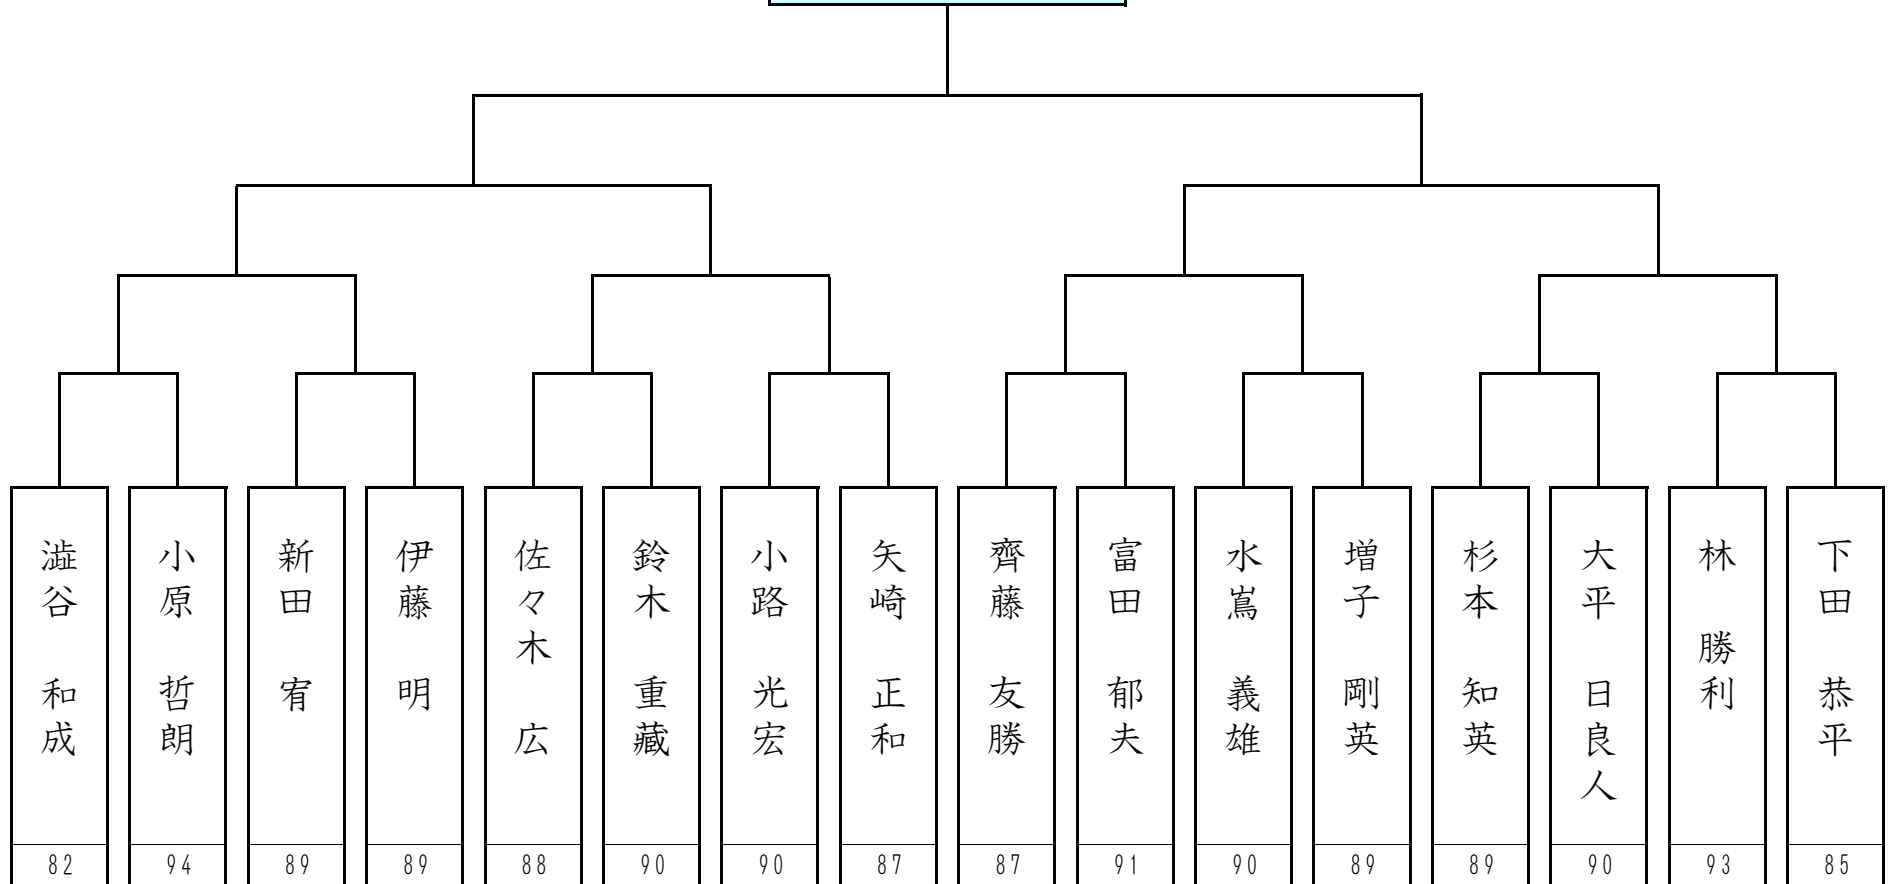 澁谷　和成
小原　哲朗
新田　宥
伊藤　明
佐々木　広
鈴木　重藏
小路　光宏
矢崎　正和
齊藤　友勝
富田　郁夫
水嶌　義雄
増子　剛英
杉本　知英
大平　日良人
林　勝利
下田　恭平
82 94 89 89 88 90 90 87 87 91 90 89 89 90 93 85